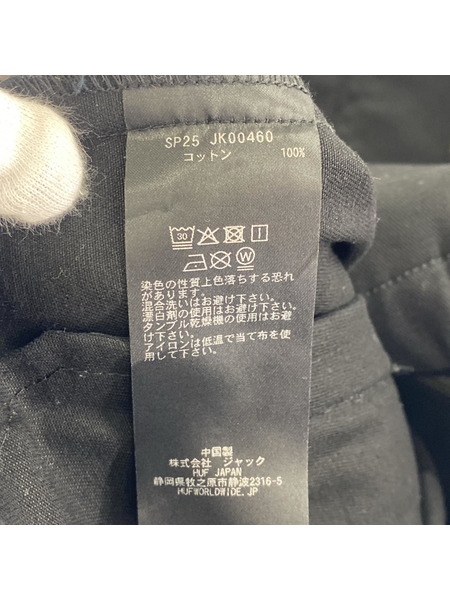 SP25 JK00460
コットン 100%
30
W
染色の性質上色落ちする恐れ
があります。
混合洗いはお避け下さい。
漂白剤の使用はお避け下さい。
タンブル乾燥機の使用はお避
け下さい。
アイロンは低温で当て布を使
用して下さい。
中国製
株式会社 ジャック
HUF JAPAN
静岡県牧之原市静波2316-5
HUFWORLDWIDE.JP